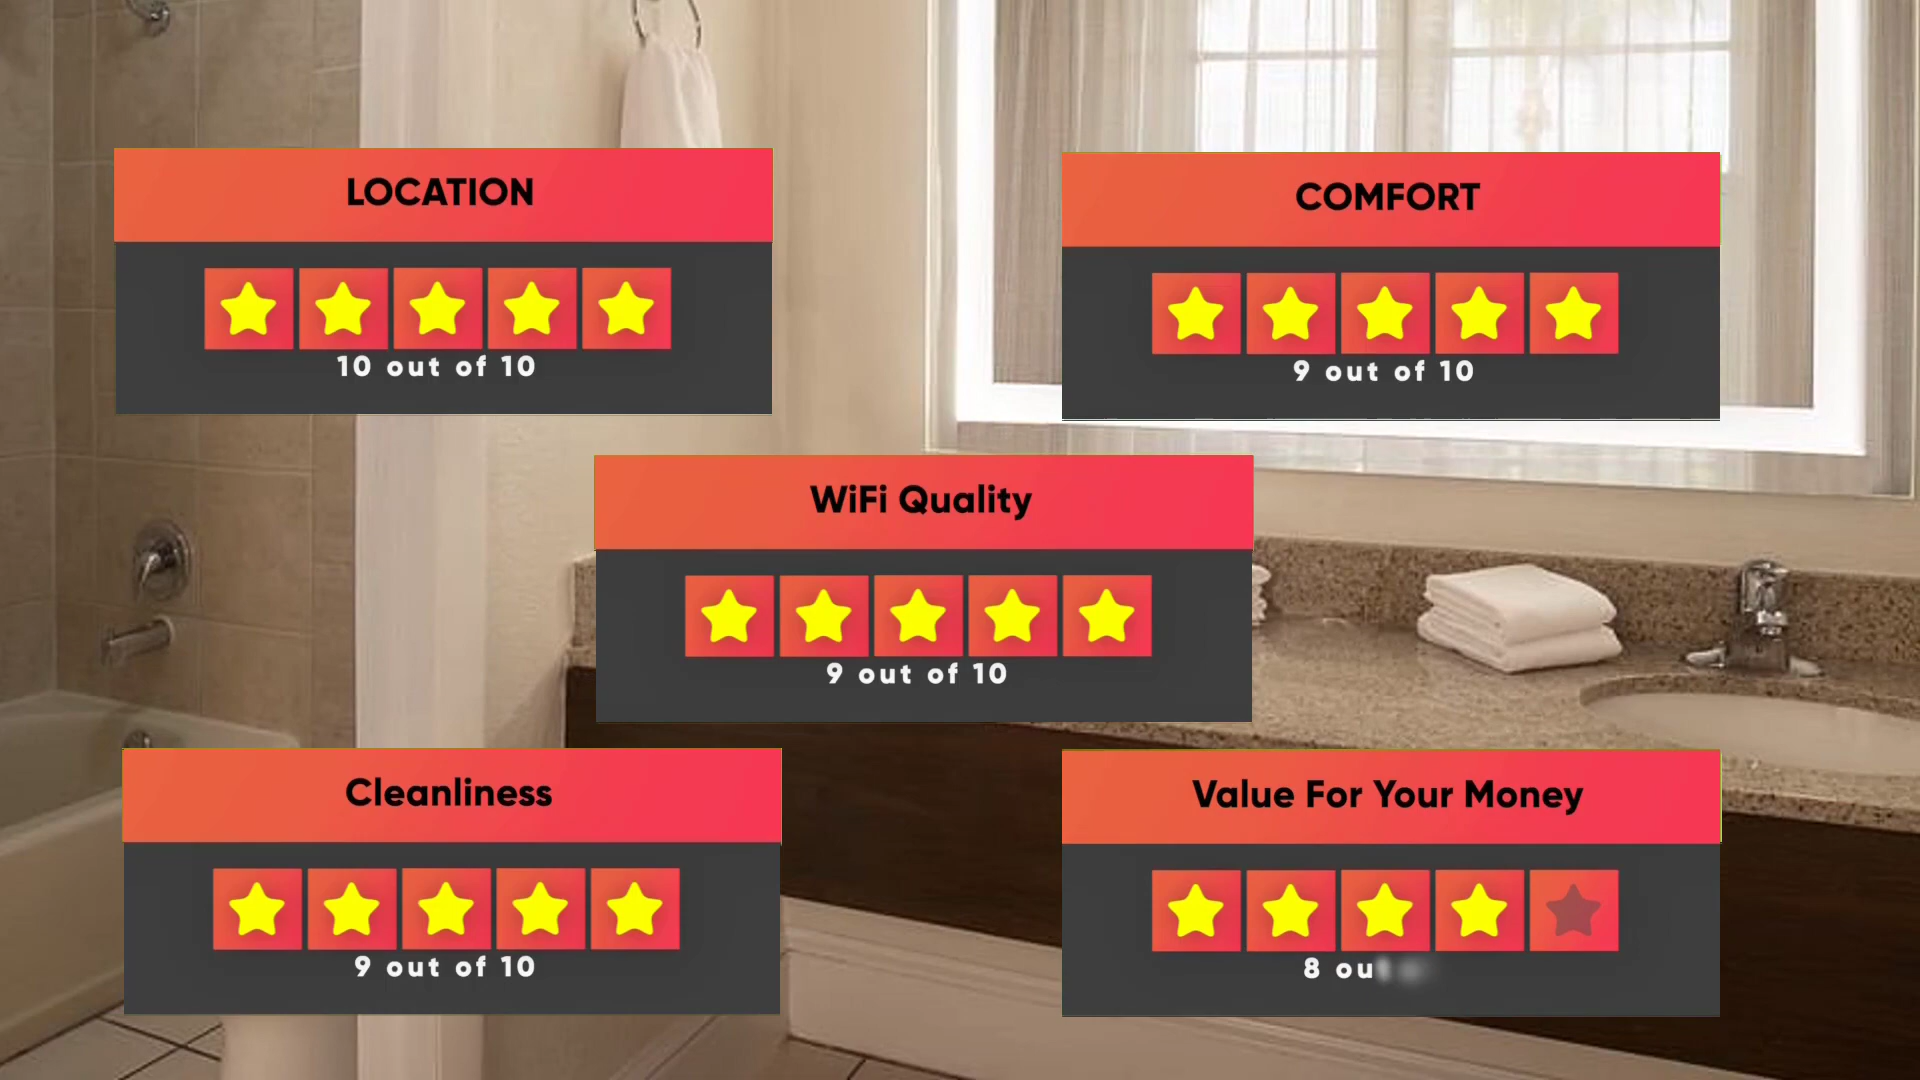 LOCATION
10 out of 10
COMFORT
9 out of 10
WiFi Quality
9 out of 10
Cleanliness
9 out of 10
Value For Your Money
8 out